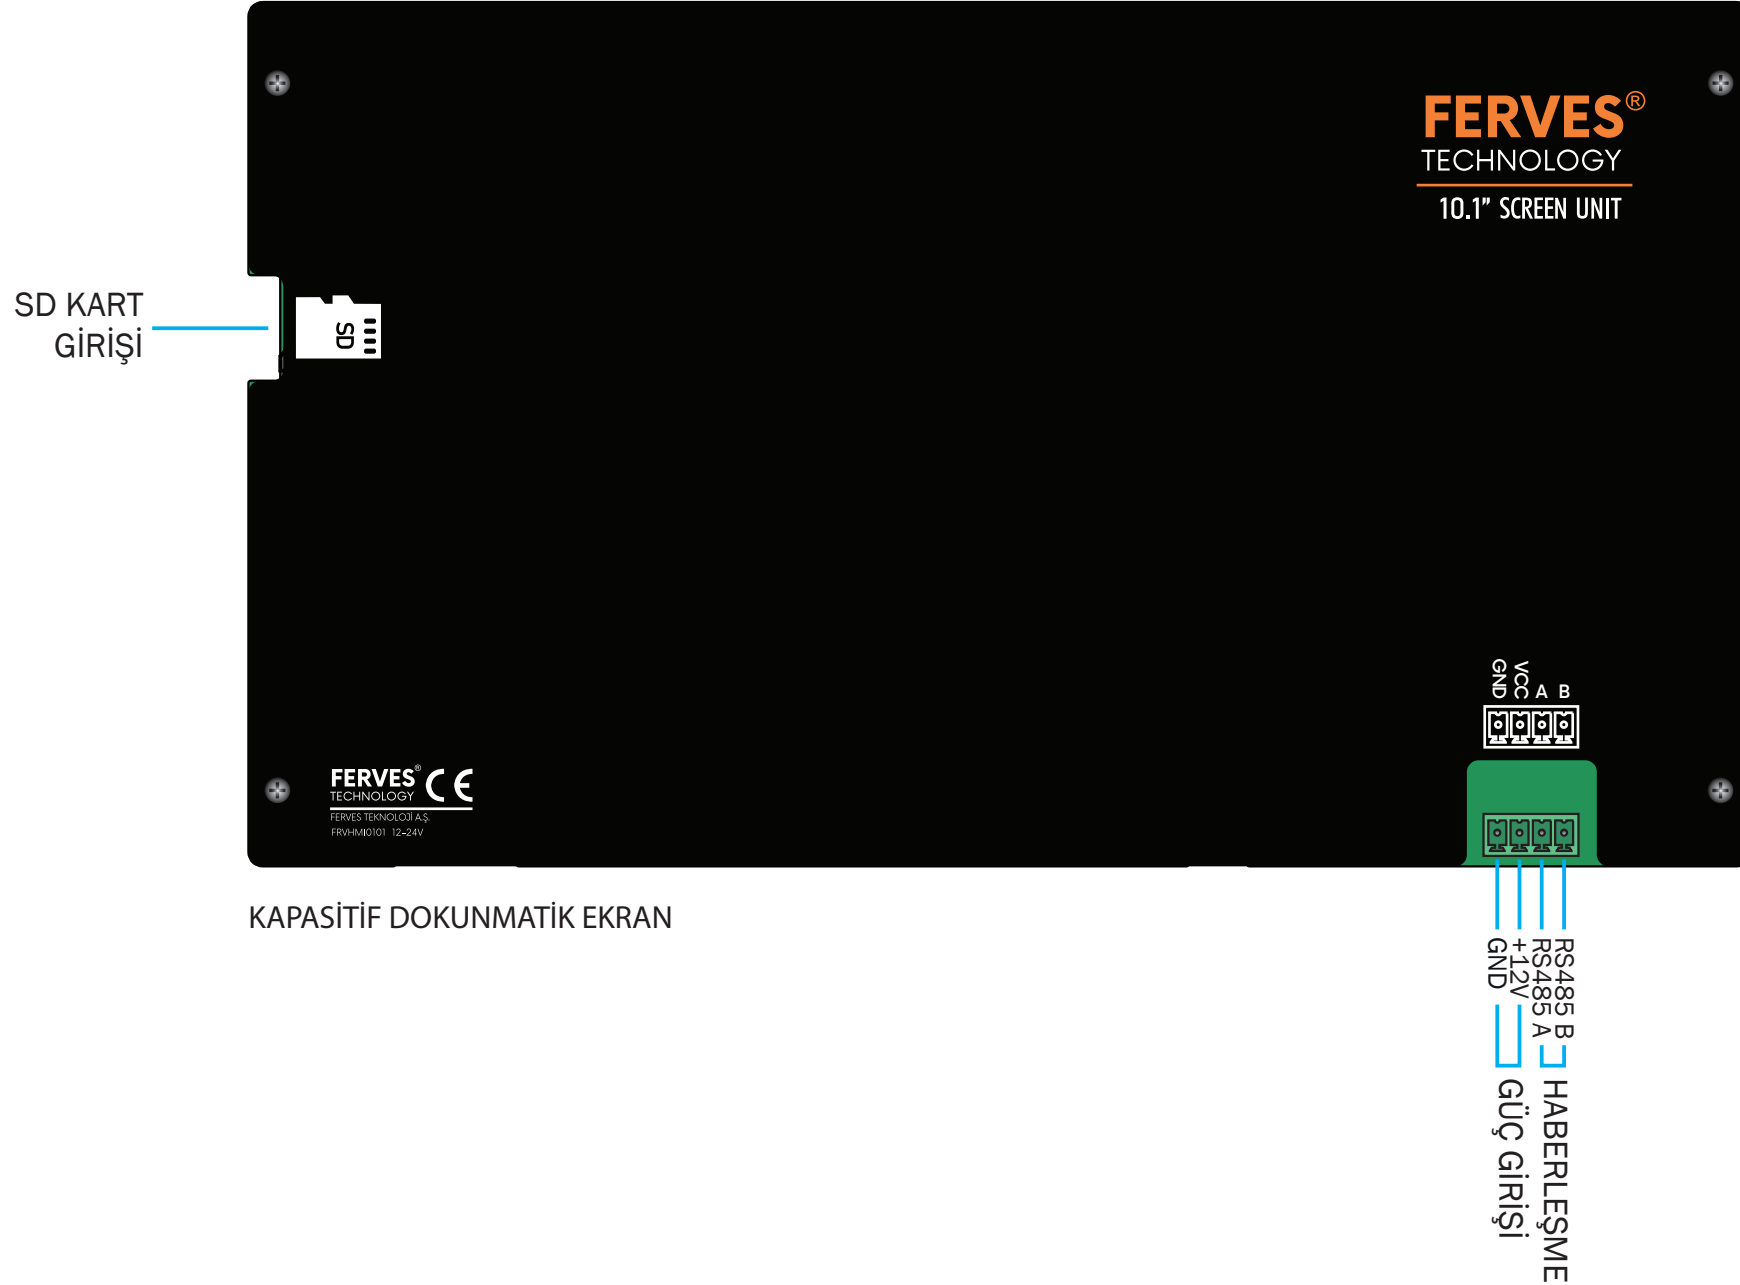 FERVES®
TECHNOLOGY
10.1” SCREEN UNIT
SD KART
GİRİŞİ
SD
GND
VCC
A
B
FERVES®
CE
TECHNOLOGY
FERVES TEKNOLOJİ A.Ş.
FRVHMI0101 12-24V
KAPASİTİF DOKUNMATİK EKRAN
GND
+12V
RS485 A
RS485 B
GÜÇ GİRİŞİ
HABERLEŞME